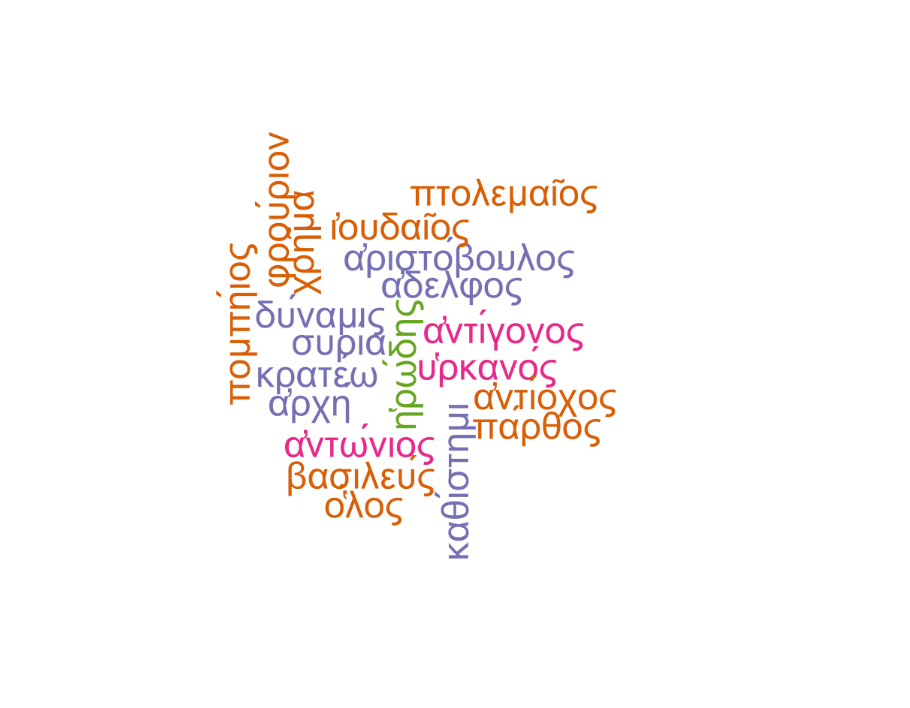 φρούριον
χρῆμα
πτολεμαῖος
ἰουδαῖος
ἀριστόβουλος
ἀδελφός
πομπήιος
δύναμις
συρία
ἡρώδης
ἀντίγονος
κρατέω
ὑρκανός
ἀρχή
ἀντίοχος
πάρθος
ἀντώνιος
καθίστημι
βασιλεύς
ὅλος